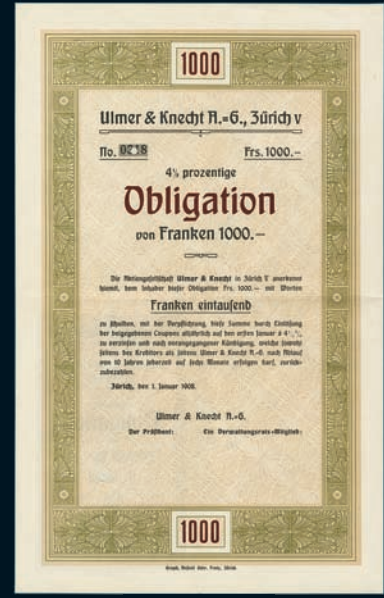 1000
Ulmer & Knecht A.=G., Zürich V
No. 0218 Frs. 1000.–
4½ prozentige
Obligation
von Franken 1000.–
Die Aktiengesellschaft Ulmer & Knecht in Zürich V anerkennt
hiemit, dem Inhaber dieser Obligation Frs. 1000.– mit Worten
Franken eintausend
zu schulden, mit der Verpflichtung, diese Summe durch Einlösung
der beigegebenen Coupons alljährlich auf den ersten Januar à 4½%
zu verzinsen und nach vorangegangener Kündigung, welche sowohl
seitens des Kreditors als seitens Ulmer & Knecht A.=G. nach Ablauf
von 10 Jahren jederzeit auf sechs Monate erfolgen darf, zurück-
zubezahlen.
Zürich, den 1. Januar 1909.
Ulmer & Knecht A.=G.
Der Präsident: Ein Verwaltungsrats=Mitglied:
1000
Zürich.